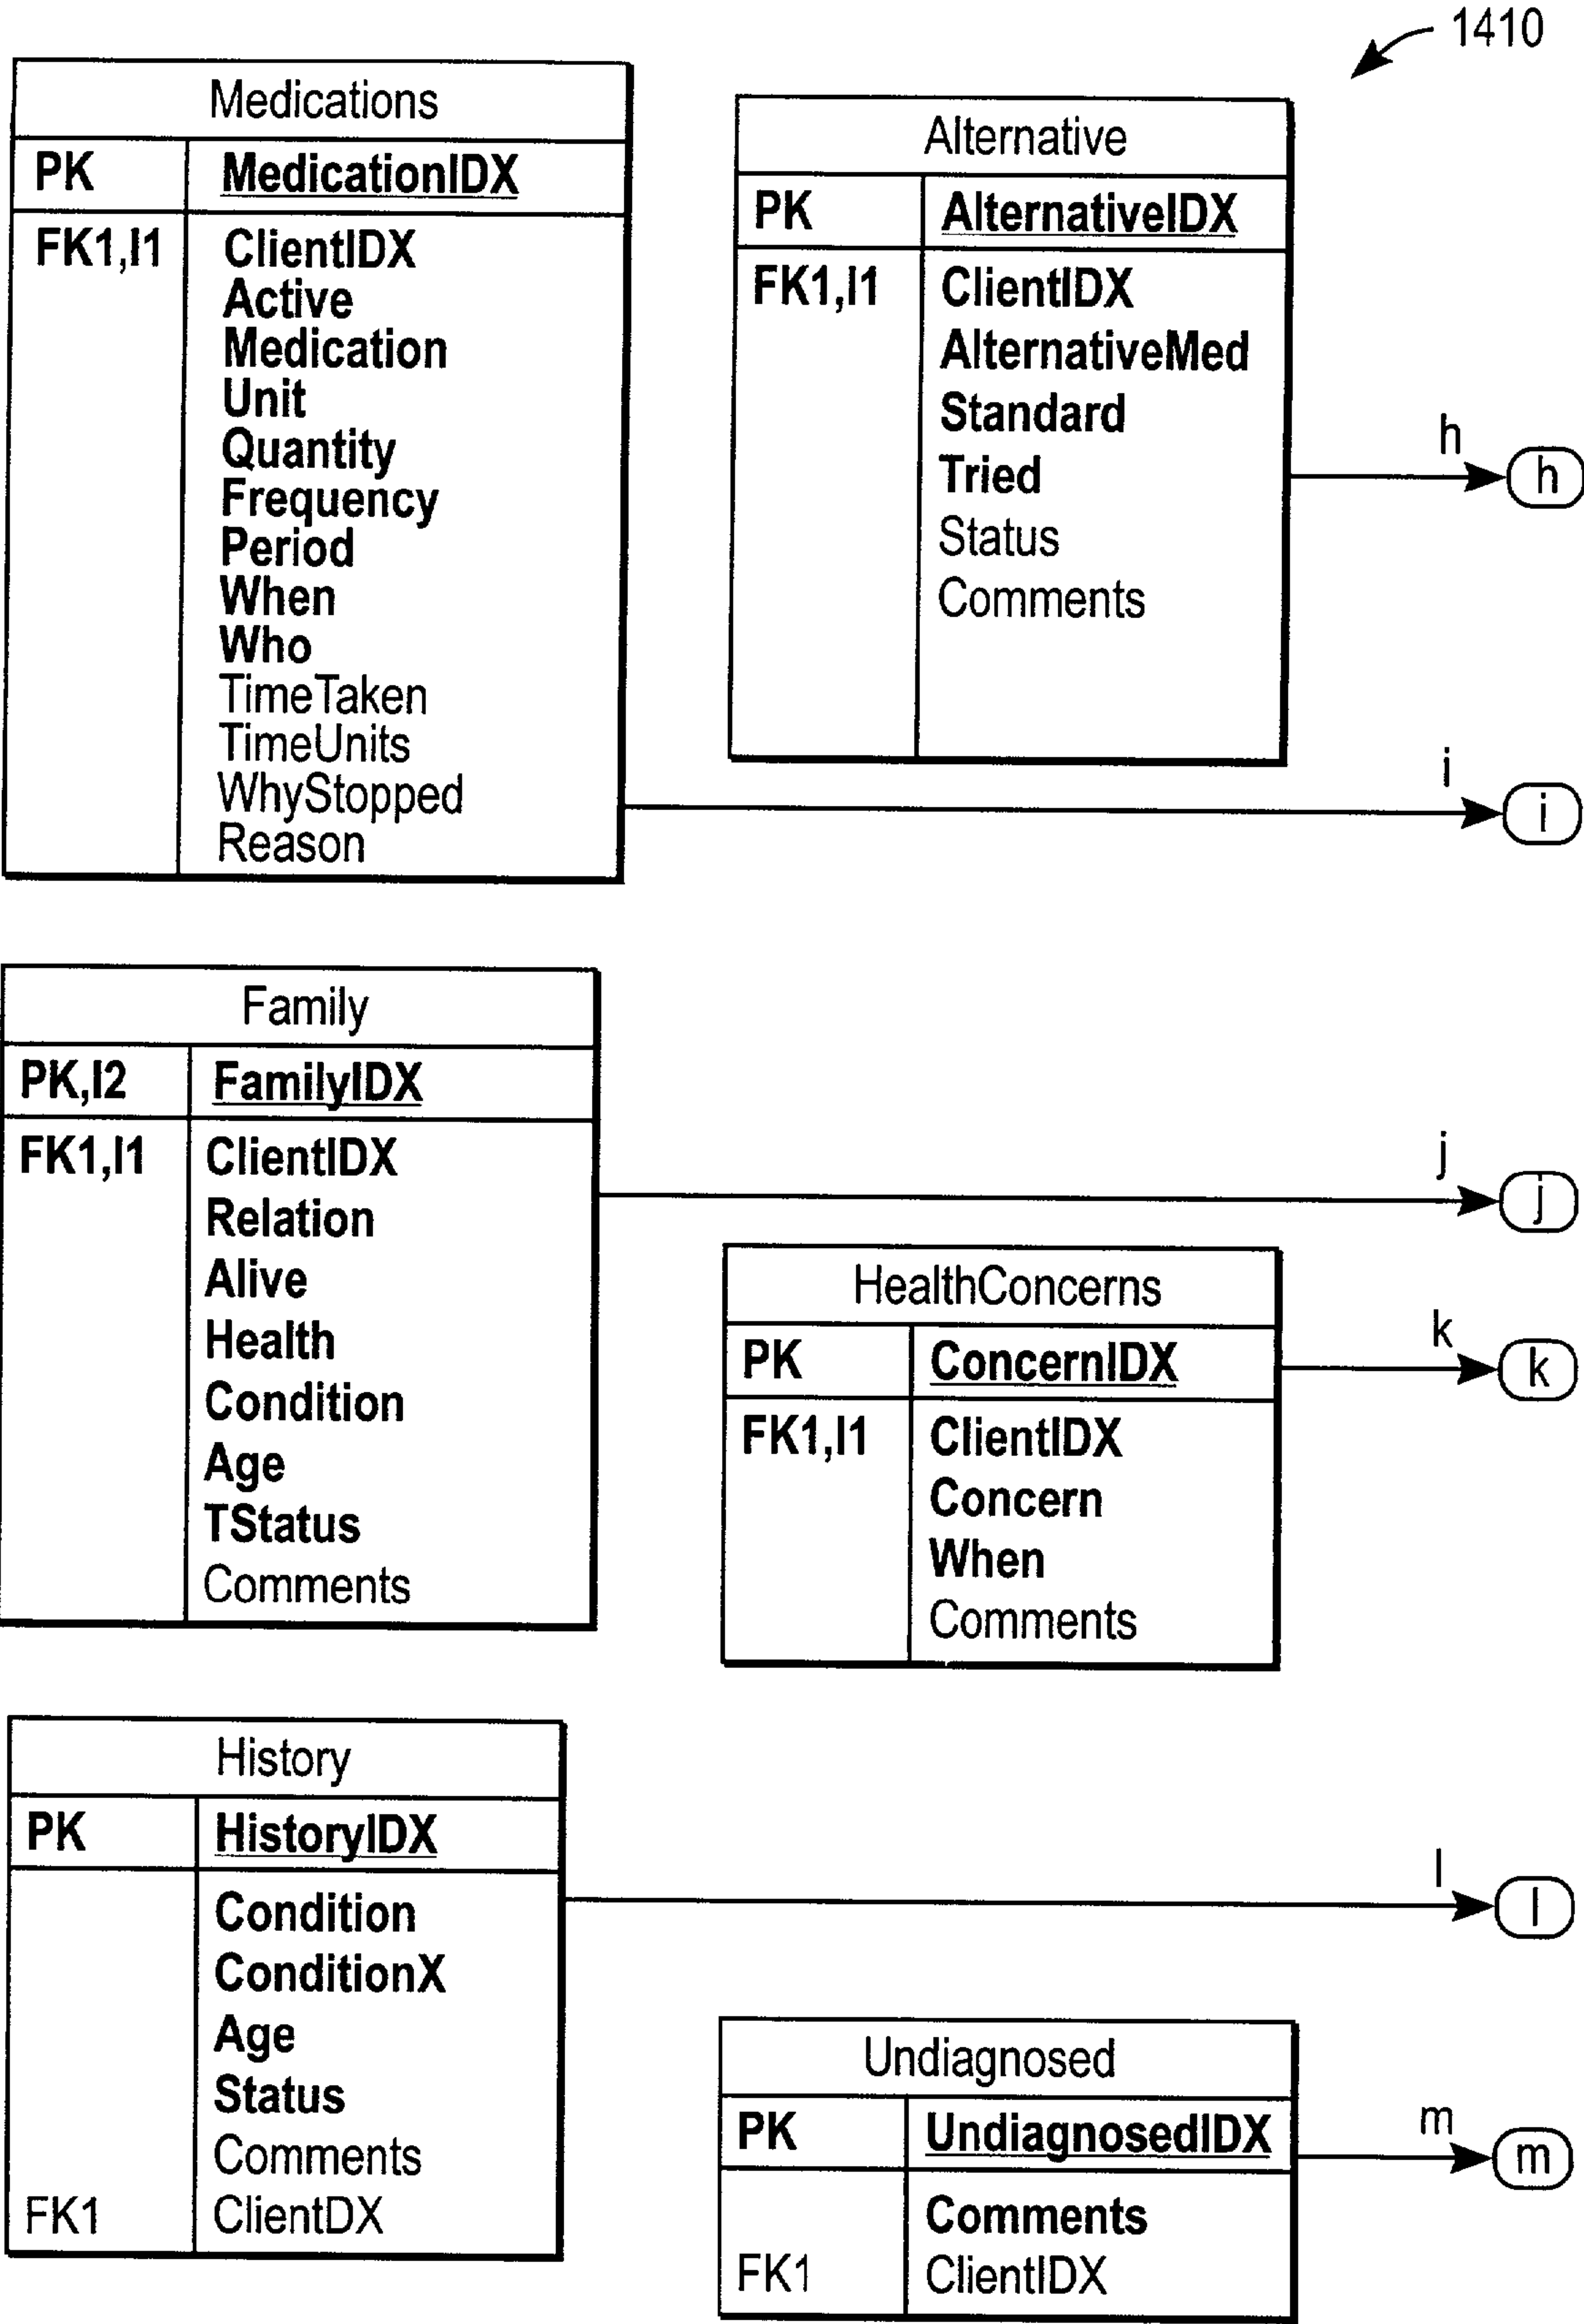 1410
Medications
PK MedicationIDX
FK1,I1 ClientIDX
Active
Medication
Unit
Quantity
Frequency
Period
When
Who
TimeTaken
TimeUnits
WhyStopped
Reason
Alternative
PK AlternativeIDX
FK1,I1 ClientIDX
AlternativeMed
Standard
Tried
Status
Comments
h
h
i
i
Family
PK,I2 FamilyIDX
FK1,I1 ClientIDX
Relation
Alive
Health
Condition
Age
TStatus
Comments
j
j
HealthConcerns
PK ConcernIDX
FK1,I1 ClientIDX
Concern
When
Comments
k
k
History
PK HistoryIDX
Condition
ConditionX
Age
Status
Comments
FK1 ClientDX
l
l
Undiagnosed
PK UndiagnosedIDX
Comments
FK1 ClientIDX
m
m